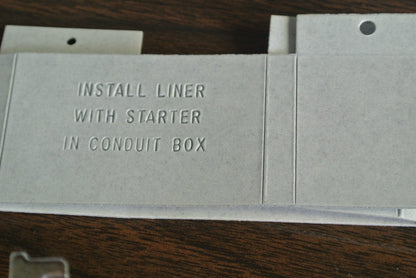 INSTALL LINER
WITH STARTER
IN CONDUIT BOX